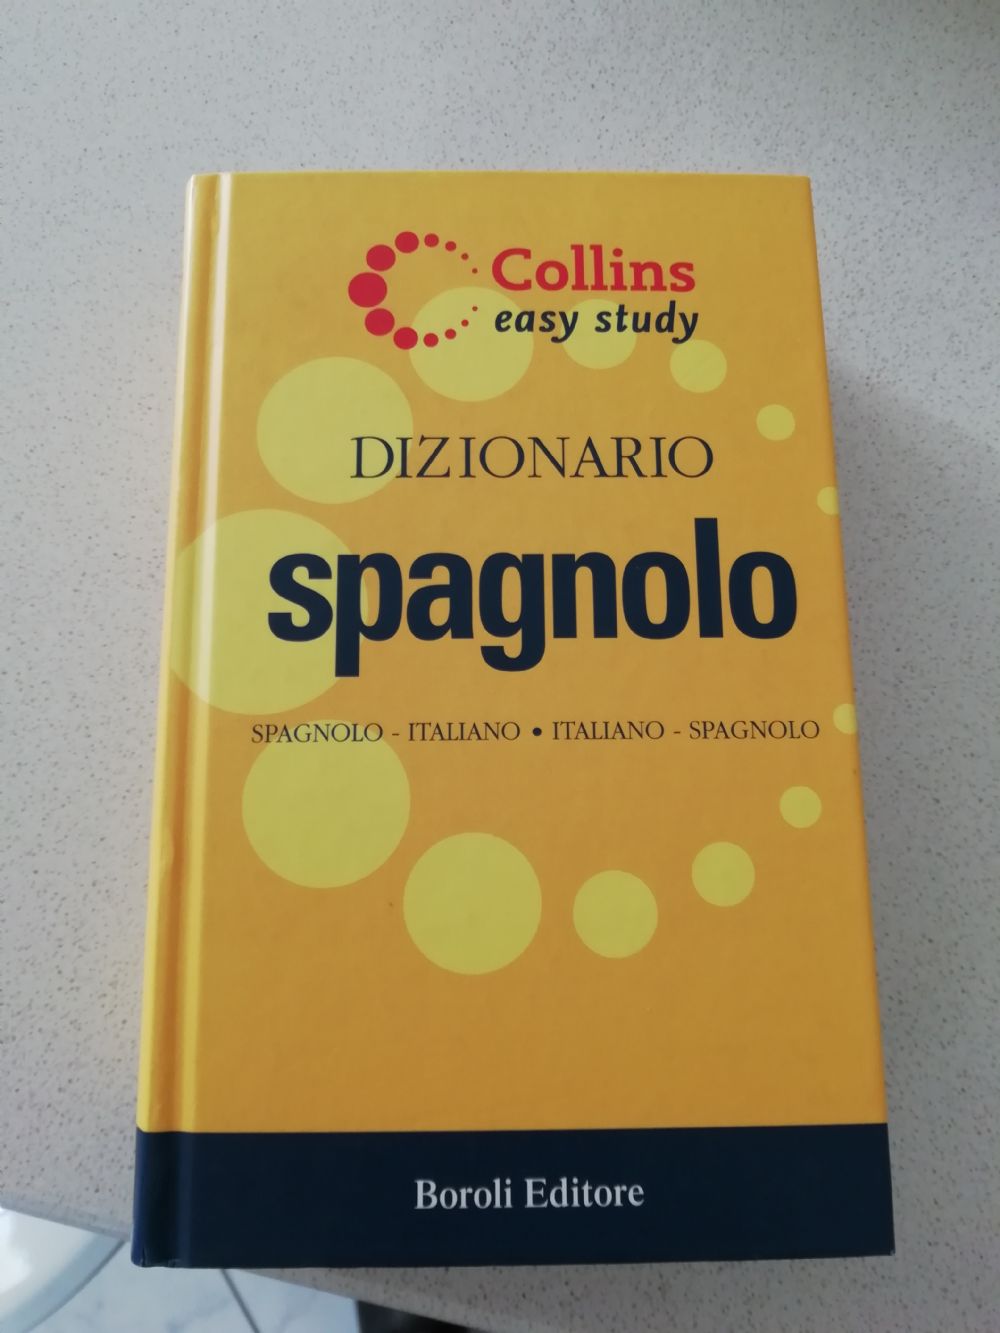 Collins
easy study
DIZIONARIO
spagnolo
SPAGNOLO - ITALIANO • ITALIANO - SPAGNOLO
Boroli Editore